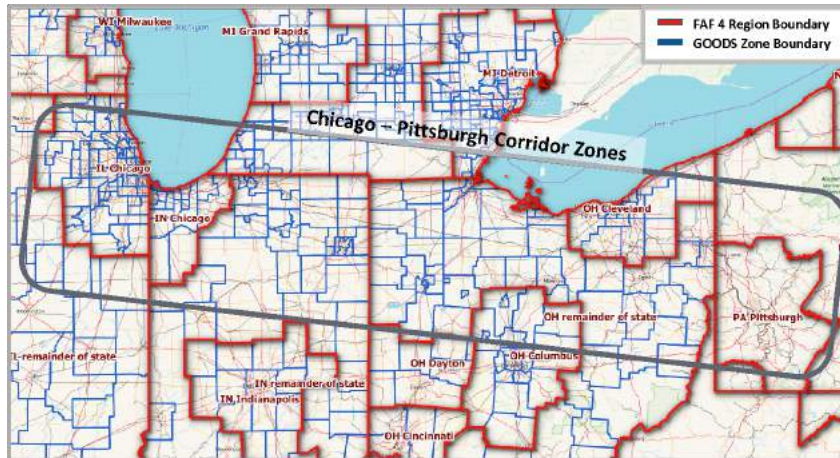 FAF 4 Region Boundary
GOODS Zone Boundary
WI Milwaukee
MI Grand Rapids
MI Detroit
Chicago – Pittsburgh Corridor Zones
IL Chicago
IN Chicago
OH Cleveland
OH remainder of state
PA Pittsburgh
IL remainder of state
OH Dayton
OH Columbus
IN remainder of state
IN Indianapolis
OH Cincinnati